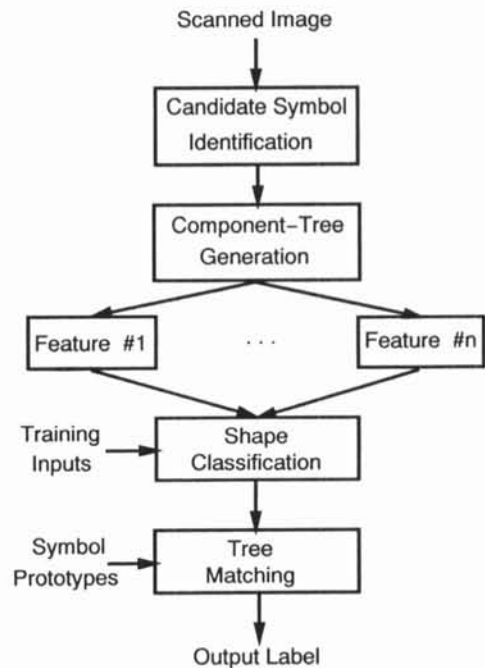 Scanned Image
Candidate Symbol
Identification
Component-Tree
Generation
Feature #1
. . .
Feature #n
Training
Inputs
Shape
Classification
Symbol
Prototypes
Tree
Matching
Output Label